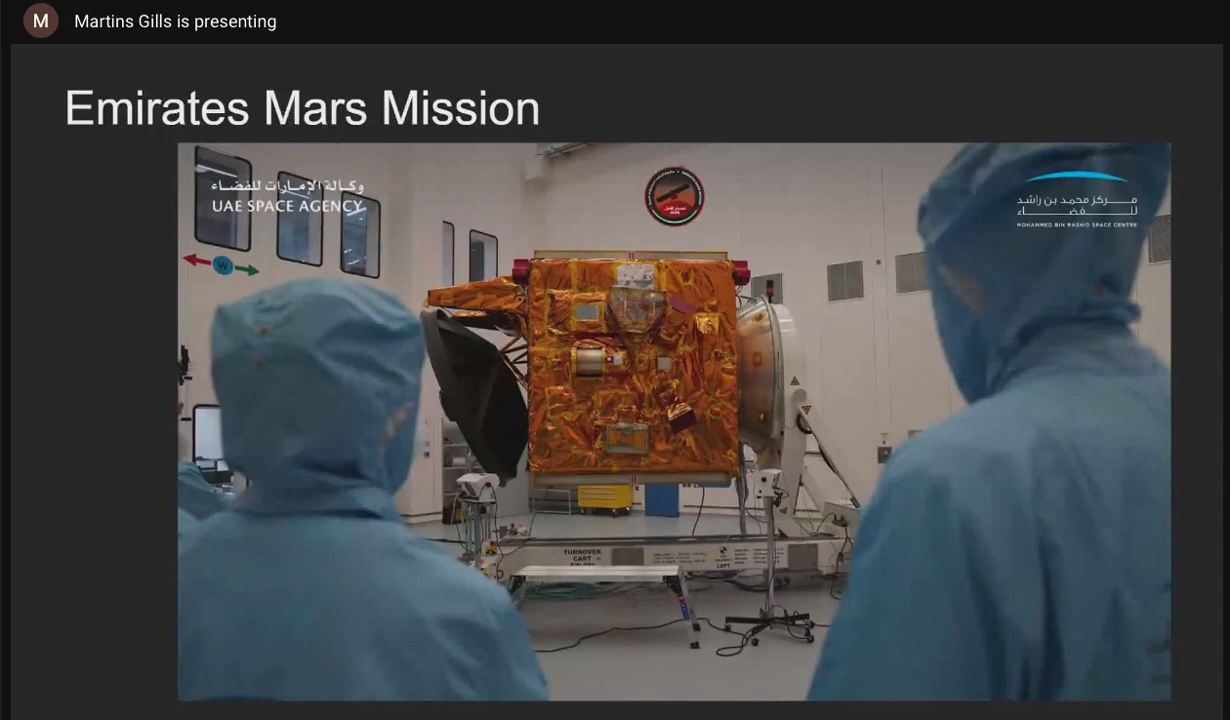 M
Martins Gills is presenting
Emirates Mars Mission
وكالة الإمارات للفضاء
UAE SPACE AGENCY
مركز محمد بن راشد
للفضاء
MOHAMMED BIN RASHID SPACE CENTRE
W
TURNOVER
CART
LEFT